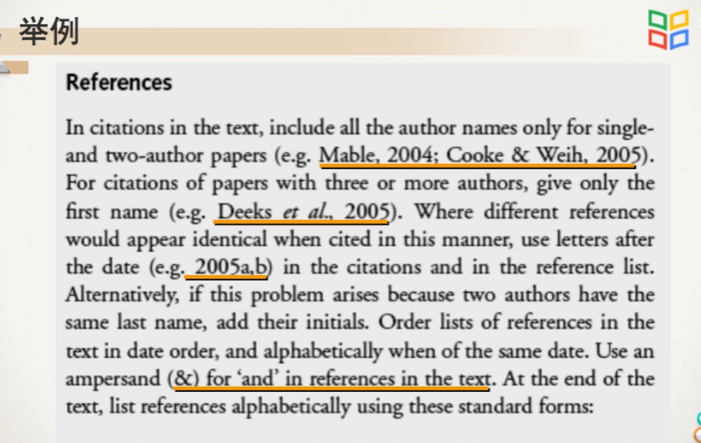 举例
References
In citations in the text, include all the author names only for single-
and two-author papers (e.g. Mable, 2004; Cooke & Weih, 2005).
For citations of papers with three or more authors, give only the
first name (e.g. Deeks et al., 2005). Where different references
would appear identical when cited in this manner, use letters after
the date (e.g. 2005a,b) in the citations and in the reference list.
Alternatively, if this problem arises because two authors have the
same last name, add their initials. Order lists of references in the
text in date order, and alphabetically when of the same date. Use an
ampersand (&) for ‘and’ in references in the text. At the end of the
text, list references alphabetically using these standard forms: